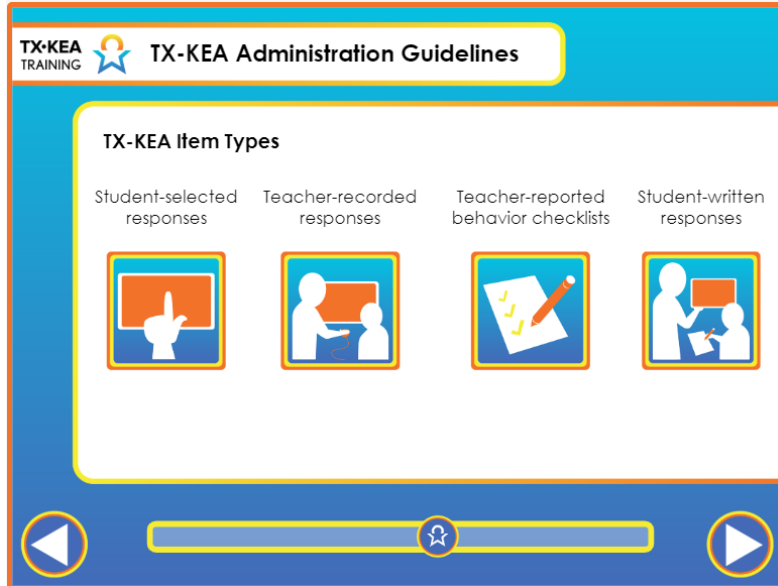 TX-KEA
TRAINING
TX-KEA Administration Guidelines
TX-KEA Item Types
Student-selected
responses
Teacher-recorded
responses
Teacher-reported
behavior checklists
Student-written
responses